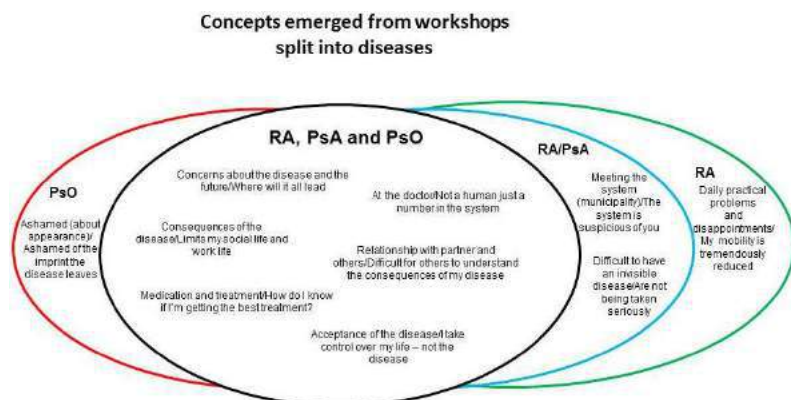 Concepts emerged from workshops
split into diseases
RA, PsA and PsO
Concerns about the disease and the
future/Where will it all lead
At the doctor/Not a human just a
number in the system
Consequences of the
disease/Limits my social life and
work life
Relationship with partner and
others/Difficult for others to understand
the consequences of my disease
Medication and treatment/How do I know
if I'm getting the best treatment?
Acceptance of the disease/I take
control over my life – not the
disease
PsO
Ashamed (about
appearance)/
Ashamed of the
imprint the
disease leaves
RA/PsA
Meeting the
system
(municipality)/The
system is
suspicious of you
Difficult to have
an invisible
disease/Are not
being taken
seriously
RA
Daily practical
problems
and
disappointments/
My mobility is
tremendously
reduced